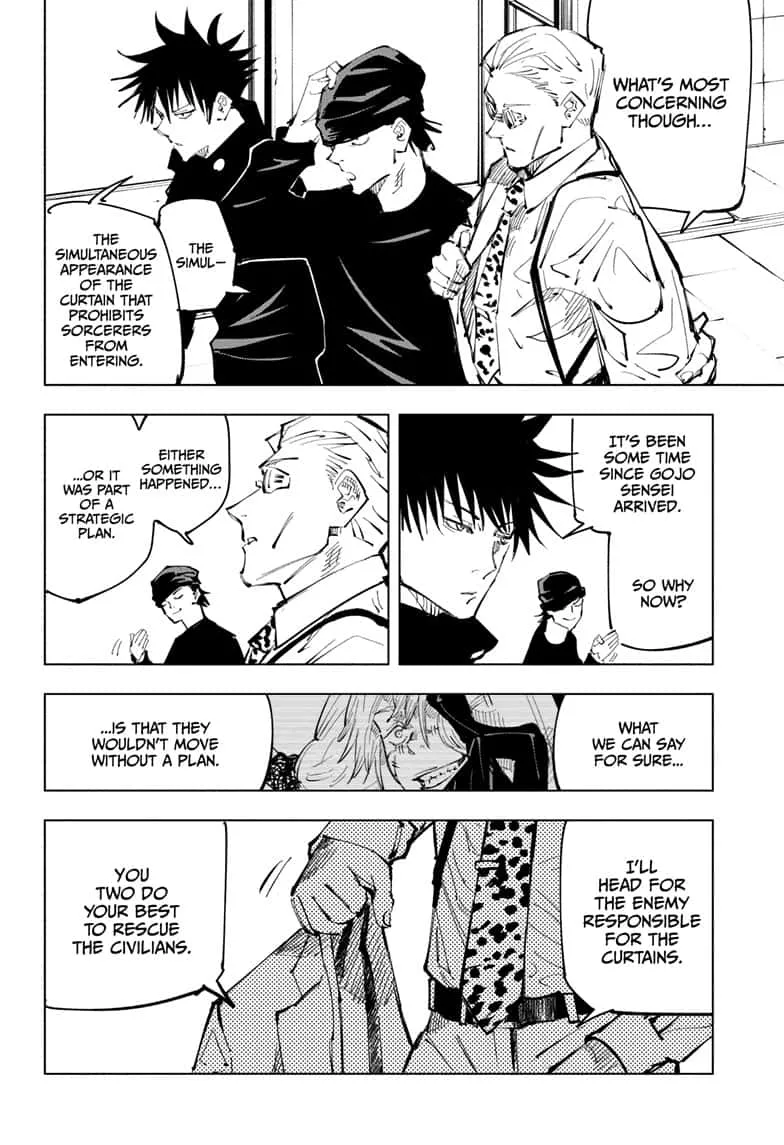 WHAT'S MOST
CONCERNING
THOUGH...
THE
SIMUL—
THE
SIMULTANEOUS
APPEARANCE
OF THE
CURTAIN THAT
PROHIBITS
SORCERERS
FROM
ENTERING.
IT'S BEEN
SOME TIME
SINCE GOJO
SENSEI
ARRIVED.
SO WHY
NOW?
EITHER
SOMETHING
HAPPENED...
...OR IT
WAS PART
OF A
STRATEGIC
PLAN.
WHAT
WE CAN SAY
FOR SURE...
...IS THAT THEY
WOULDN'T MOVE
WITHOUT A PLAN.
I'LL
HEAD FOR
THE ENEMY
RESPONSIBLE
FOR THE
CURTAINS.
YOU
TWO DO
YOUR BEST
TO RESCUE
THE CIVILIANS.